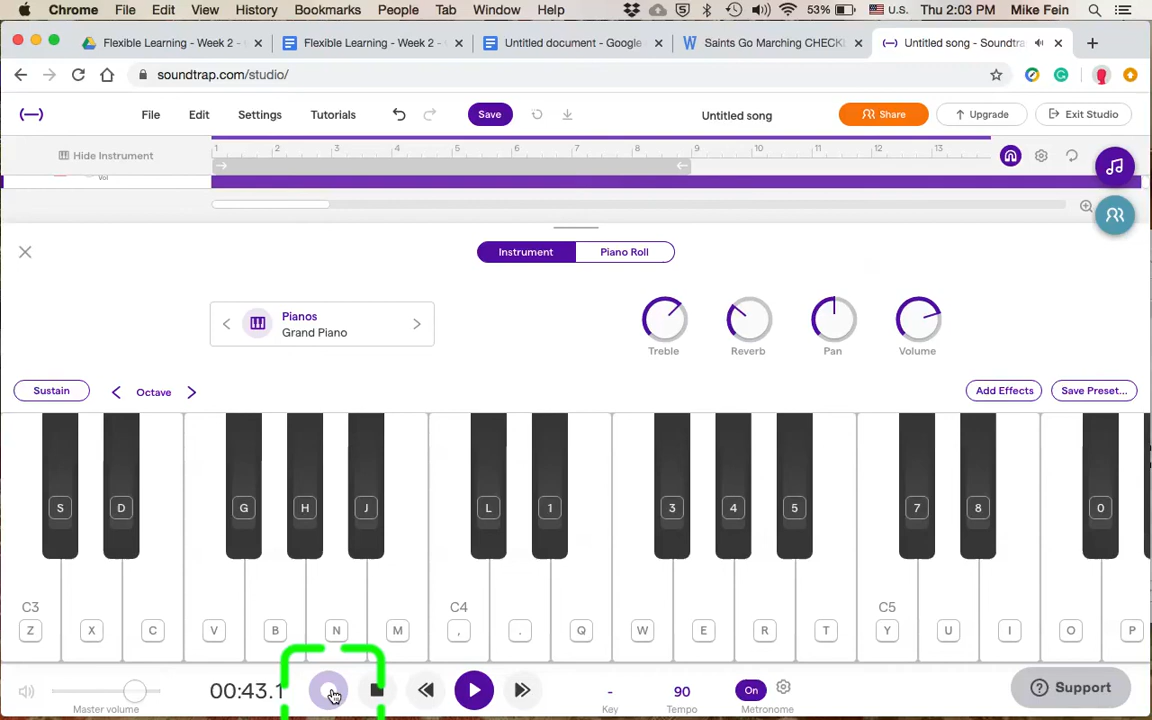 Chrome File Edit View History Bookmarks People Tab Window Help 53% U.S. Thu 2:03 PM Mike Fein
Flexible Learning - Week 2 - Flexible Learning - Week 2 - Untitled document - Google Saints Go Marching CHECK Untitled song - Soundtra
soundtrap.com/studio/
File Edit Settings Tutorials Save Untitled song Share Upgrade Exit Studio
Hide Instrument 1 2 3 4 5 6 7 8 9 10 11 12 13
Vol
Instrument Piano Roll
Pianos
Grand Piano
Treble Reverb Pan Volume
Sustain Octave Add Effects Save Preset...
S D G H J L 1 3 4 5 7 8 0
C3 C4 C5
Z X C V B N M , . Q W E R T Y U I O P
00:43.1 - 90 On Support
Master volume Key Tempo Metronome